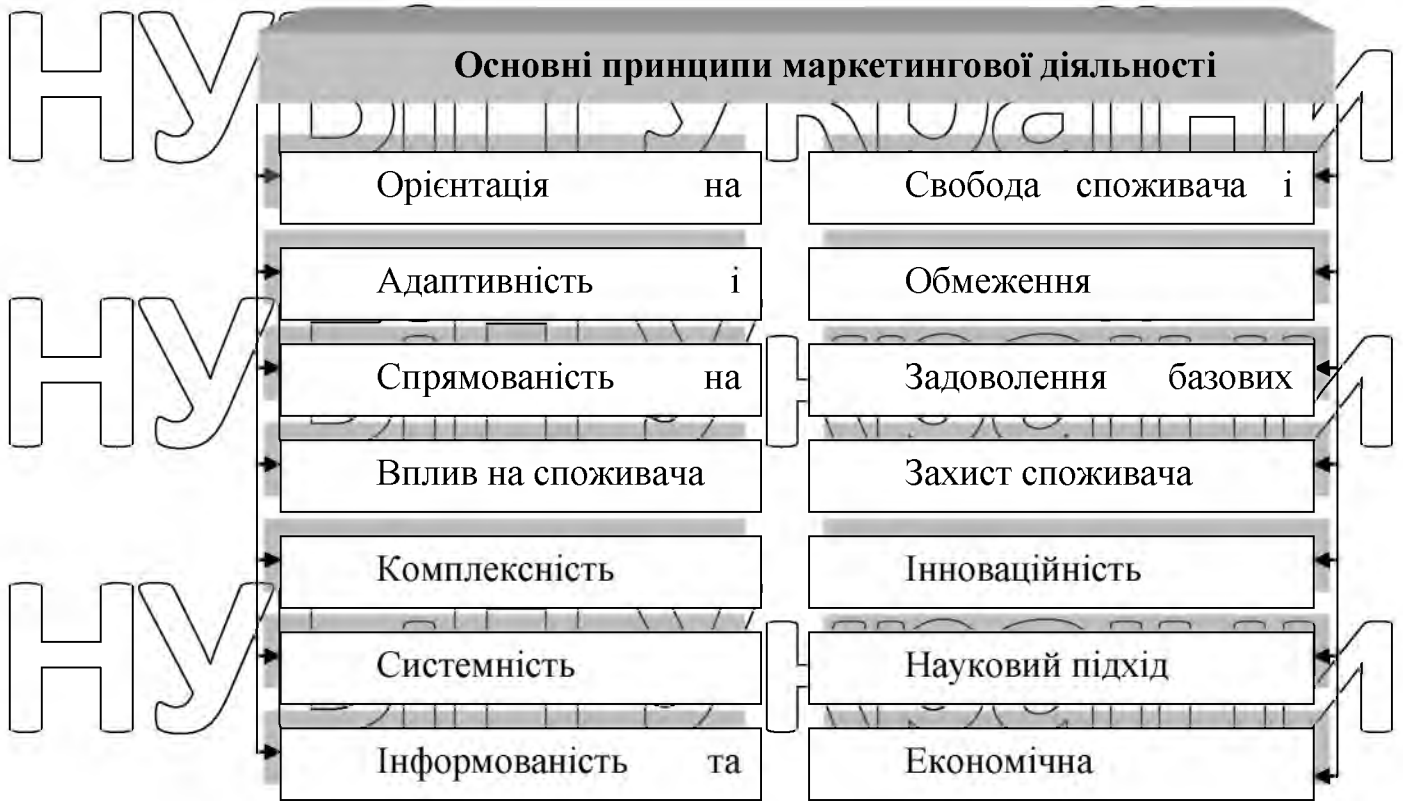 Основні принципи маркетингової діяльності
Орієнтація на
Свобода споживача і
Адаптивність і
Обмеження
Спрямованість на
Задоволення базових
Вплив на споживача
Захист споживача
Комплексність
Інноваційність
Системність
Науковий підхід
Інформованість та
Економічна